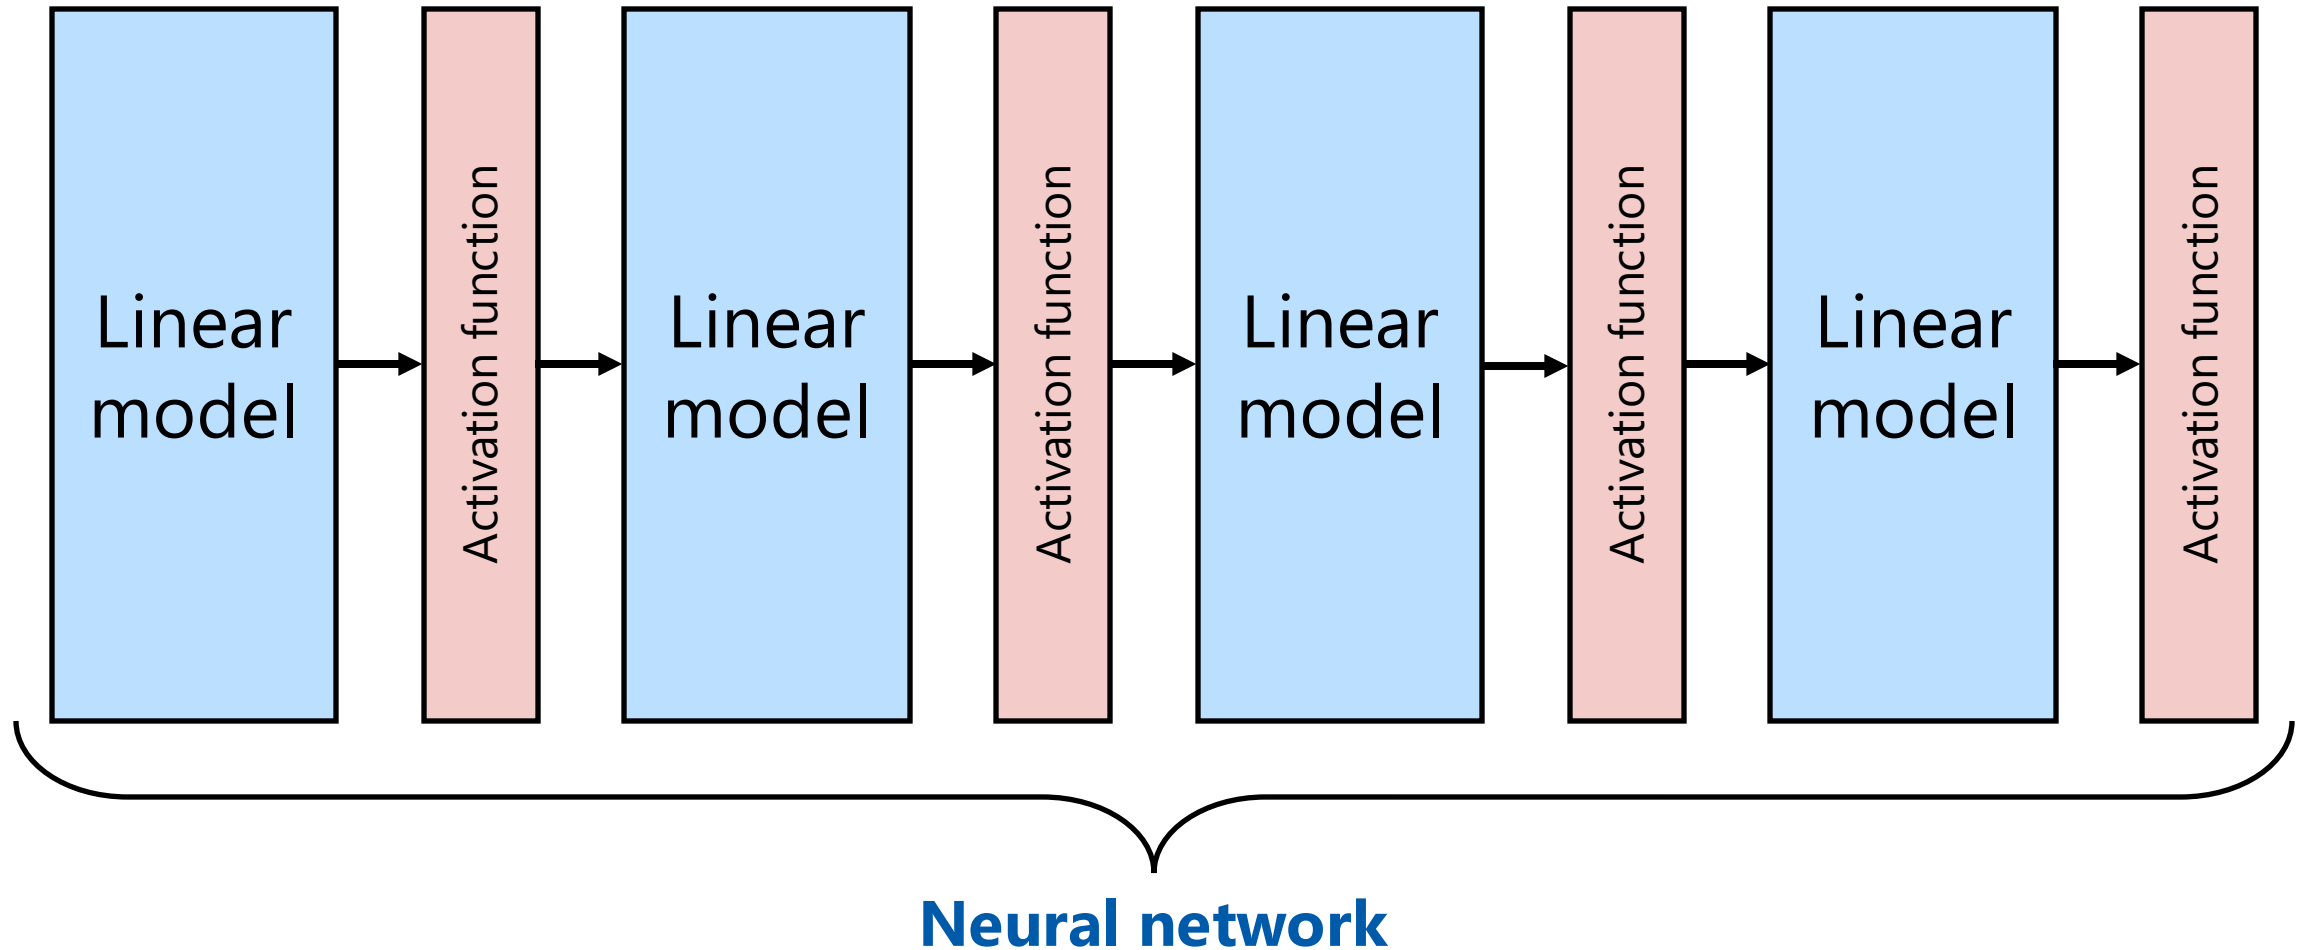 Linear
model
Activation function
Linear
model
Activation function
Linear
model
Activation function
Linear
model
Activation function
Neural network